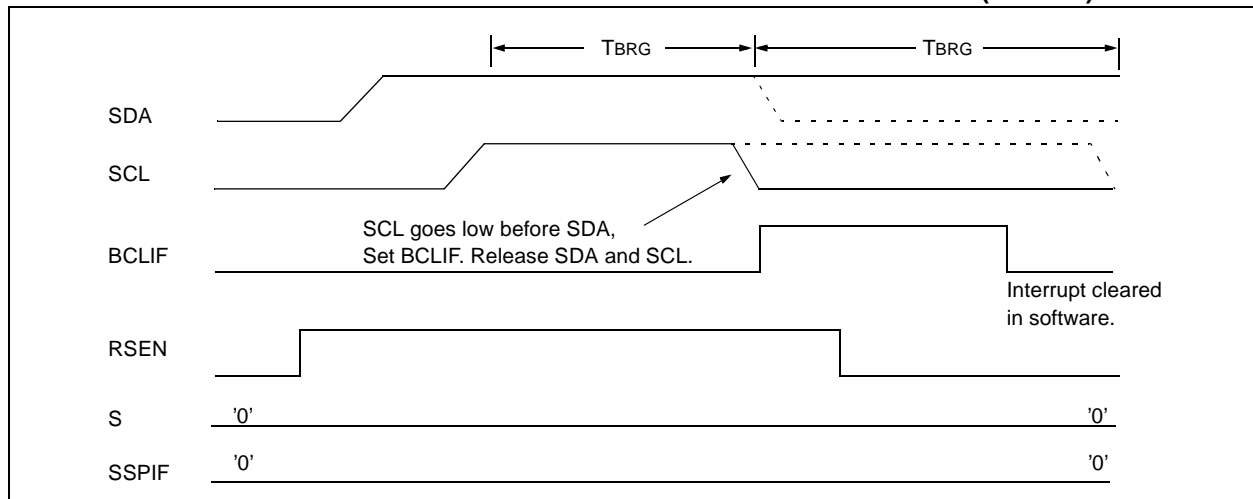 TBRG TBRG
SDA
SCL
SCL goes low before SDA,
Set BCLIF. Release SDA and SCL.
BCLIF
Interrupt cleared
in software.
RSEN
S '0' '0'
SSPIF '0' '0'